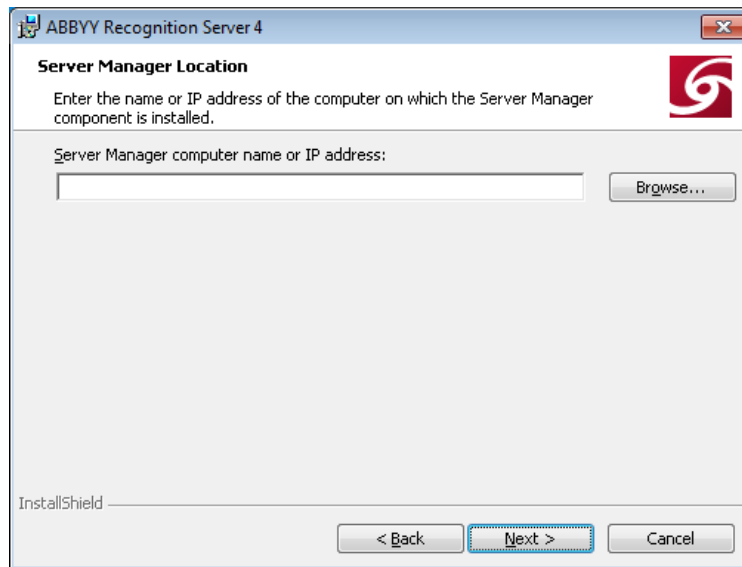 ABBYY Recognition Server 4
Server Manager Location
Enter the name or IP address of the computer on which the Server Manager
component is installed.
Server Manager computer name or IP address:
Browse...
InstallShield
< Back
Next >
Cancel